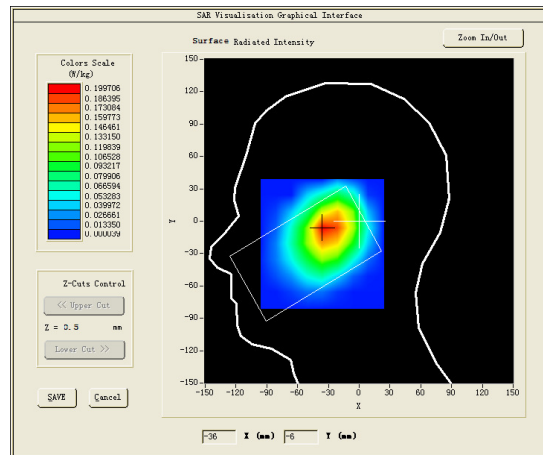 SAR Visualisation Graphical Interface
Surface Radiated Intensity
Zoom In/Out
Colors Scale
(W/kg)
0.199706
0.186395
0.173084
0.159773
0.146461
0.133150
0.119839
0.106528
0.093217
0.079906
0.066594
0.053283
0.039972
0.026661
0.013350
0.000039
150
120
90
60
30
0
-30
-60
-90
-120
-150
Y
-150 -120 -90 -60 -30 0 30 60 90 120 150
X
Z-Cuts Control
<< Upper Cut
Z = 0.5 mm
Lower Cut >>
SAVE Cancel
-36 X (mm) -6 Y (mm)